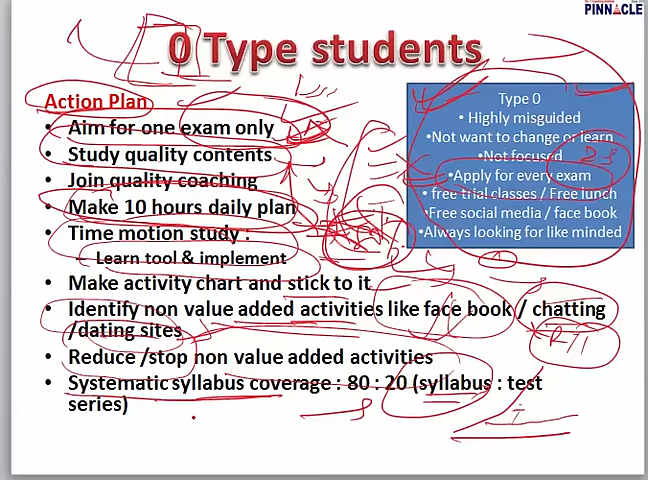 PINNACLE
0 Type students
Action Plan
• Aim for one exam only
• Study quality contents
• Join quality coaching
• Make 10 hours daily plan
• Time motion study :
– Learn tool & implement
• Make activity chart and stick to it
• Identify non value added activities like face book / chatting
/dating sites
• Reduce /stop non value added activities
• Systematic syllabus coverage : 80 : 20 (syllabus : test
series)
Type 0
• Highly misguided
•Not want to change or learn
•Not focused
•Apply for every exam
• free trial classes / Free lunch
•Free social media / face book
•Always looking for like minded